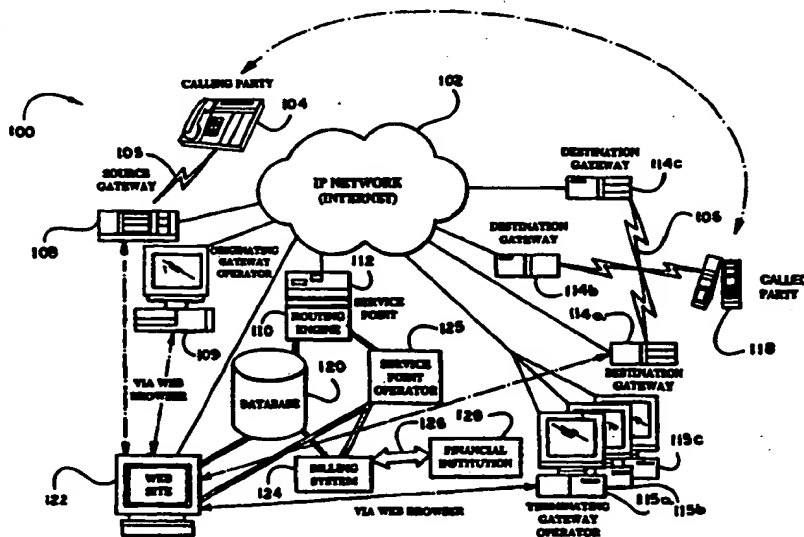 CALLING PARTY
104
102
100
105
SOURCE
GATEWAY
108
IP NETWORK
(INTERNET)
DESTINATION
GATEWAY
114c
106
DESTINATION
GATEWAY
114b
CALLED
PARTY
118
114a
DESTINATION
GATEWAY
ORIGINATING
GATEWAY
OPERATOR
109
112
SERVICE
POINT
110
ROUTING
ENGINE
125
SERVICE
POINT
OPERATOR
VIA WEB
BROWSER
120
DATABASE
126
FINANCIAL
INSTITUTION
122
WEB
SITE
124
BILLING
SYSTEM
VIA WEB BROWSER
TERMINATING
GATEWAY
OPERATOR
115a
115b
115c